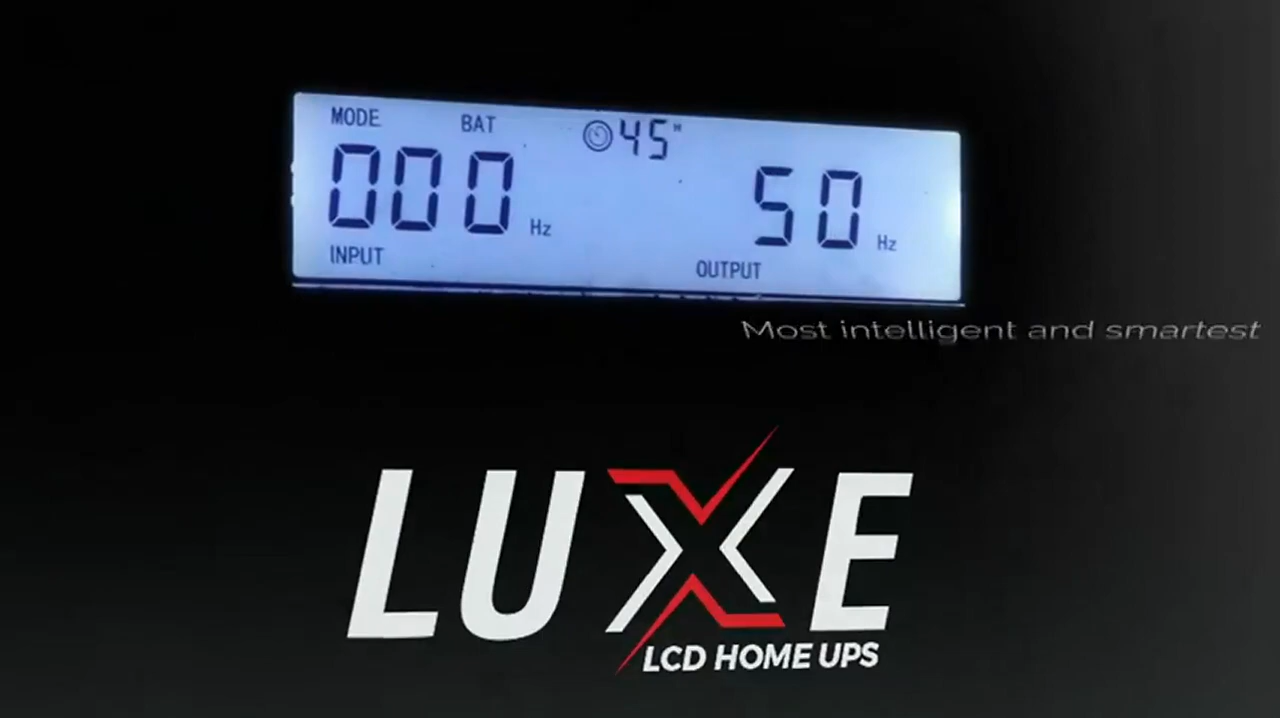 MODE BAT 45 M
000 Hz 50 Hz
INPUT OUTPUT
Most intelligent and smartest
LUXE
LCD HOME UPS